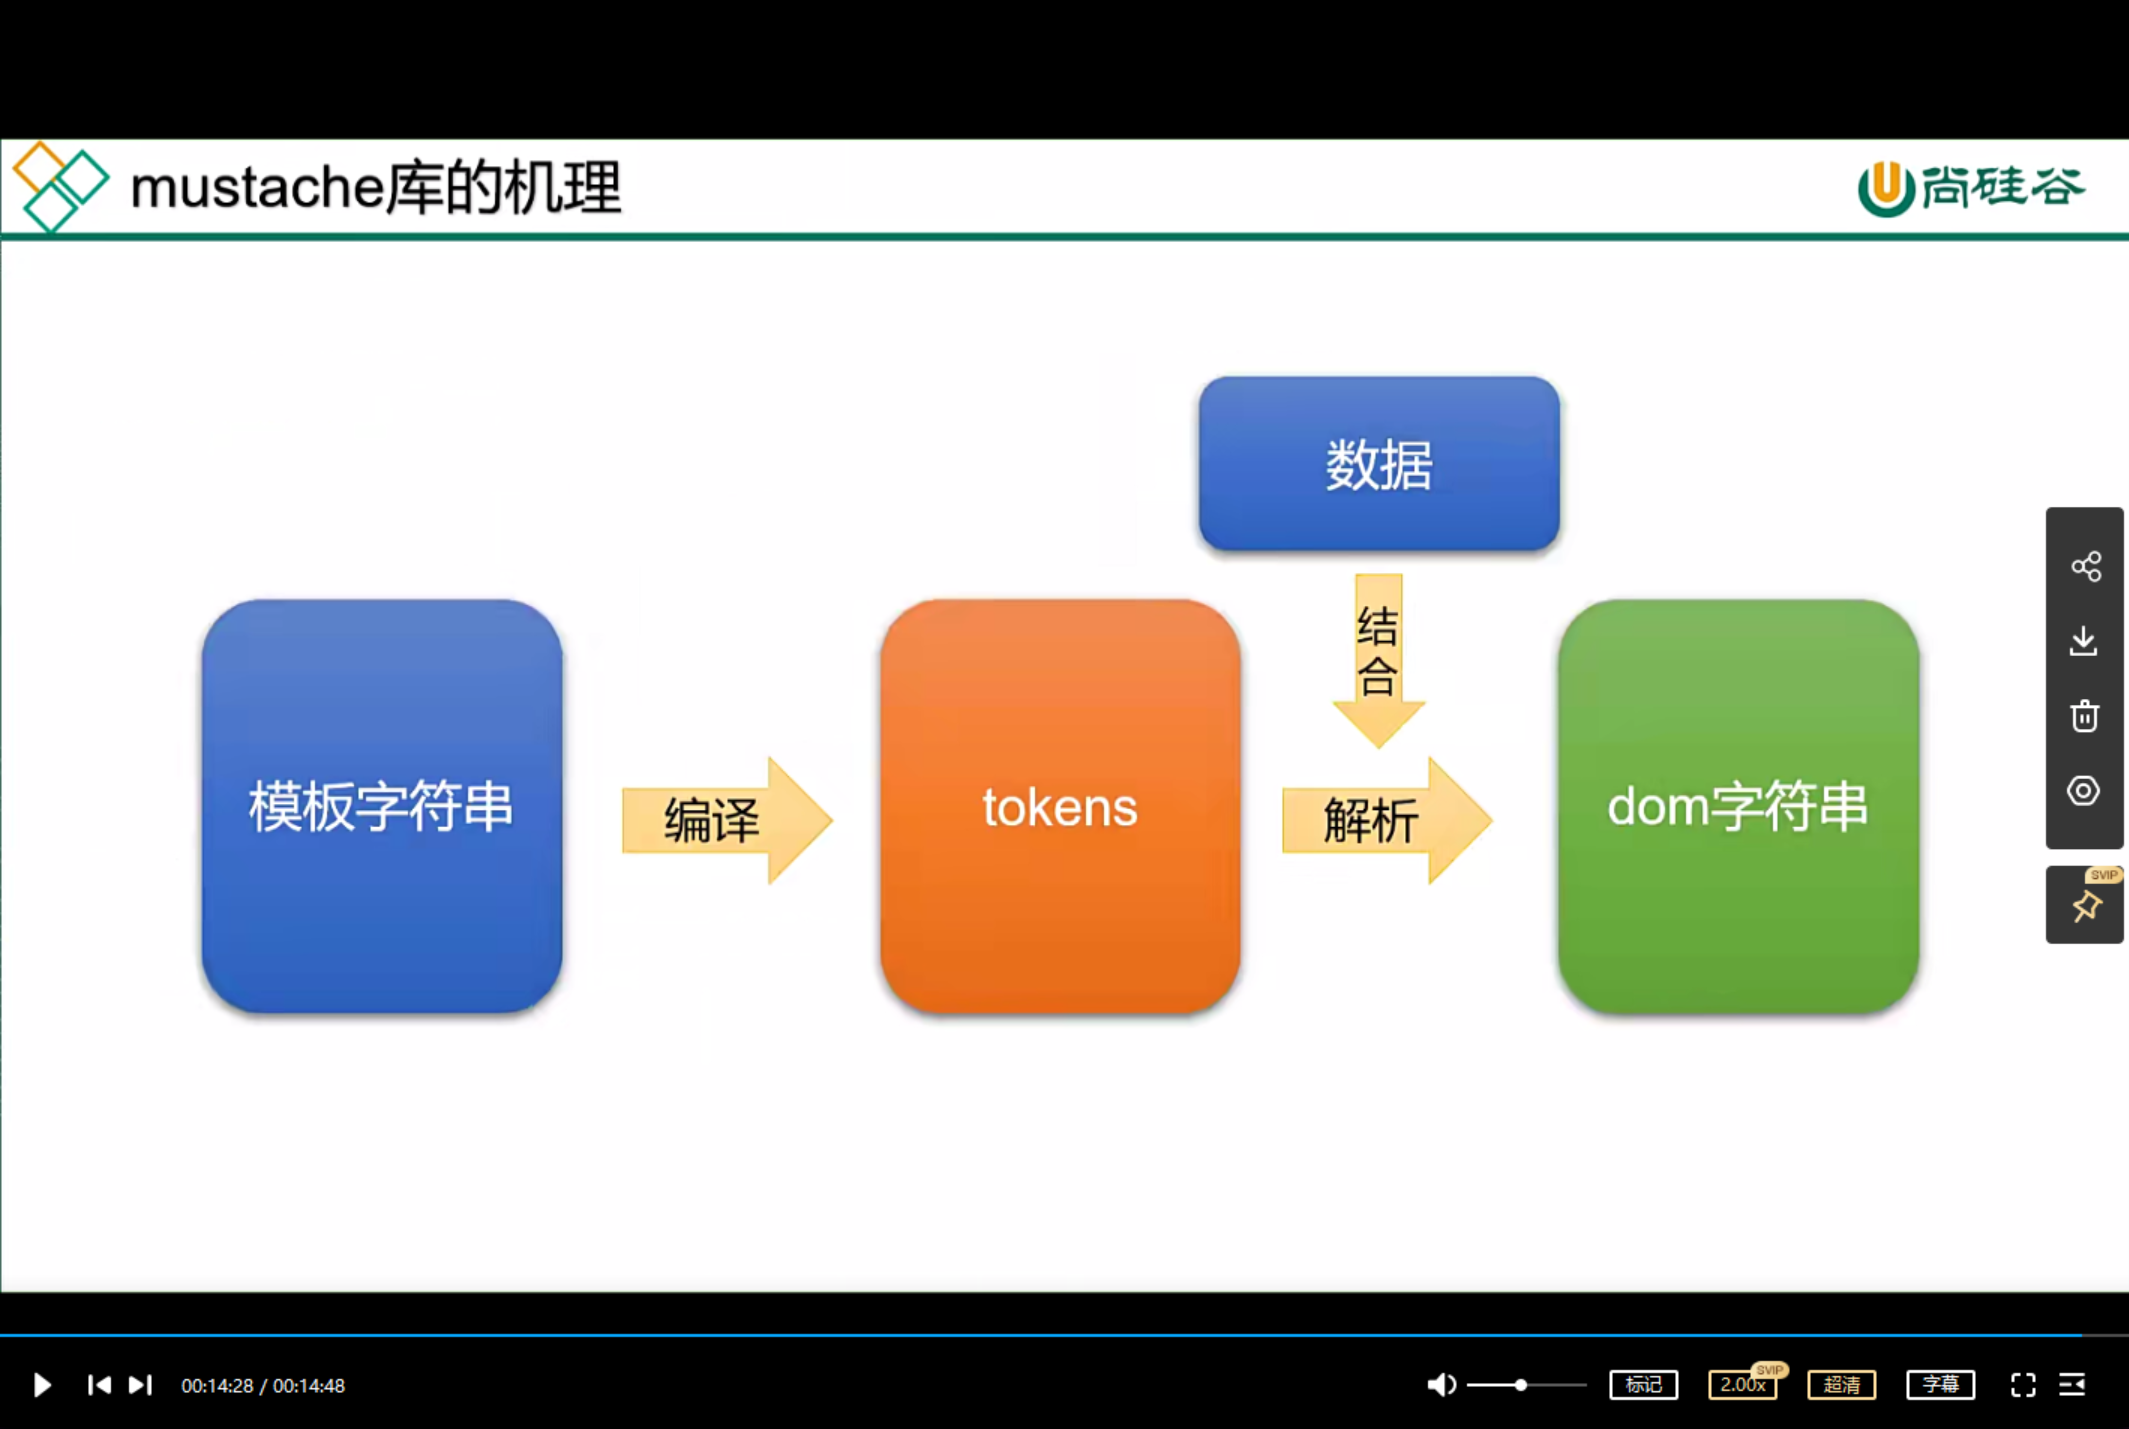 mustache库的机理
尚硅谷
数据
结
合
模板字符串
编译
tokens
解析
dom字符串
SVIP
00:14:28 / 00:14:48
标记
2.00x
SVIP
超清
字幕